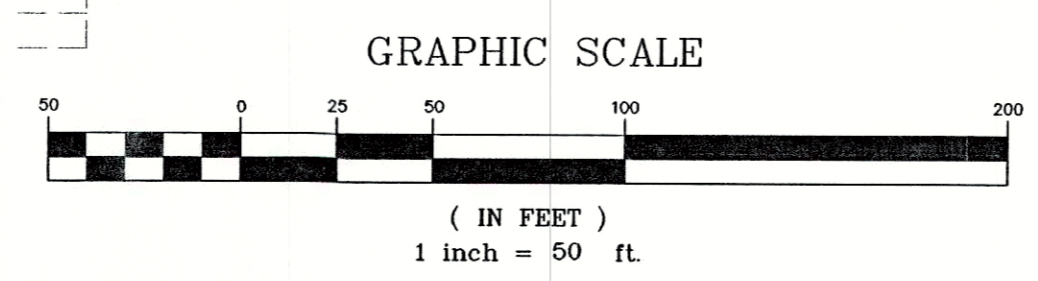 GRAPHIC SCALE
50 0 25 50 100 200
( IN FEET )
1 inch = 50 ft.